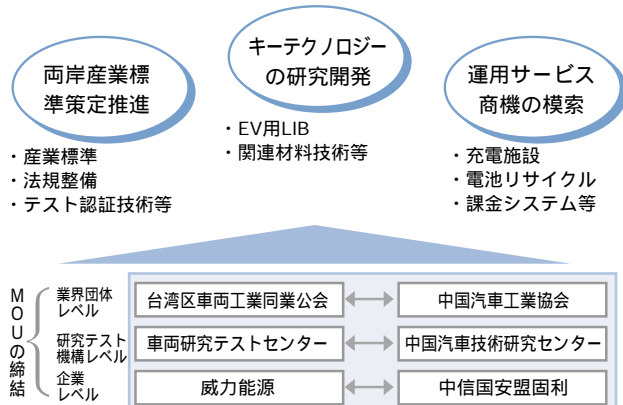 両岸産業標
準策定推進
・産業標準
・法規整備
・テスト認証技術等
キーテクノロジー
の研究開発
・EV用LIB
・関連材料技術等
運用サービス
商機の模索
・充電施設
・電池リサイクル
・課金システム等
MOUの締結
業界団体
レベル
台湾区車両工業同業公会
中国汽車工業協会
研究テスト
機構レベル
車両研究テストセンター
中国汽車技術研究センター
企業
レベル
威力能源
中信国安盟固利